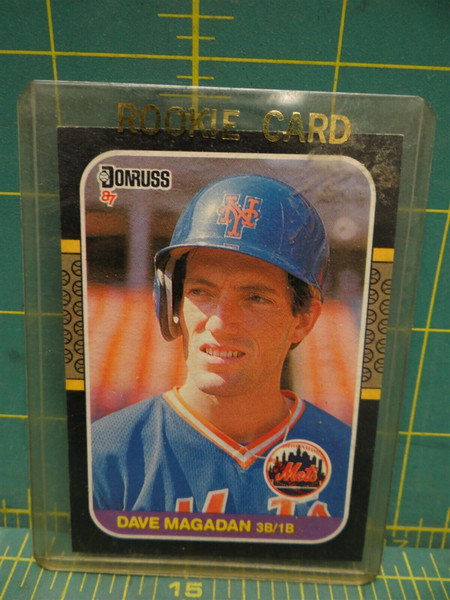 ROOKIE CARD
DONRUSS
87
NY
Mets
DAVE MAGADAN 3B/1B
15